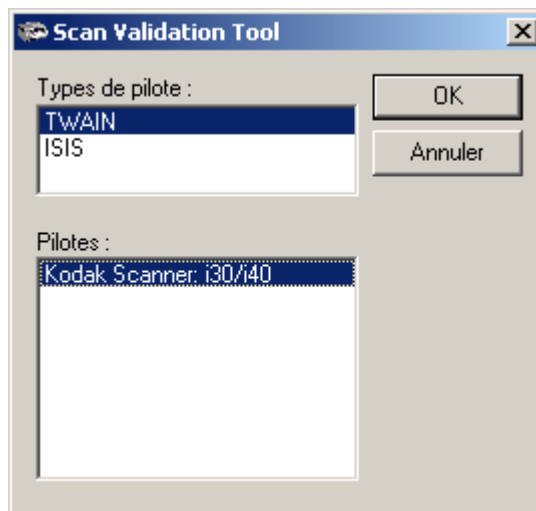 Scan Validation Tool
Types de pilote :
TWAIN
ISIS
OK
Annuler
Pilotes :
Kodak Scanner: i30/i40